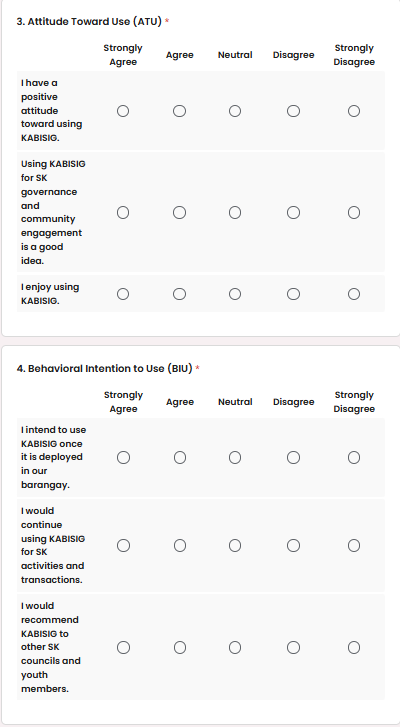 3. Attitude Toward Use (ATU) *
Strongly Agree Agree Neutral Disagree Strongly Disagree
I have a
positive
attitude
toward using
KABISIG.
Using KABISIG
for SK
governance
and
community
engagement
is a good
idea.
I enjoy using
KABISIG.
4. Behavioral Intention to Use (BIU) *
Strongly Agree Agree Neutral Disagree Strongly Disagree
I intend to use
KABISIG once
it is deployed
in our
barangay.
I would
continue
using KABISIG
for SK
activities and
transactions.
I would
recommend
KABISIG to
other SK
councils and
youth
members.